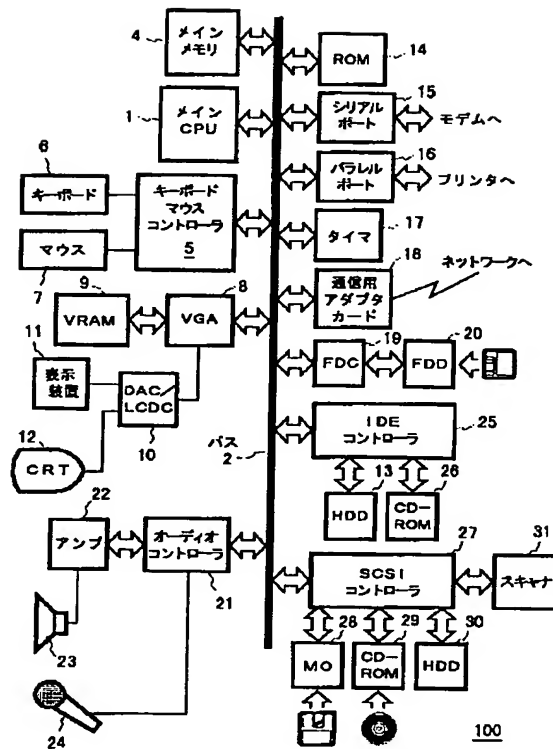 4
メイン
メモリ
1
メイン
CPU
6
キーボード
マウス
7
キーボード
マウス
コントローラ
5
9
VRAM
8
VGA
11
表示
装置
DAC/
LCDC
10
12
CRT
バス
2
22
アンプ
オーディオ
コントローラ
21
23
24
ROM
14
シリアル
ポート
15
モデムへ
パラレル
ポート
16
プリンタへ
タイマ
17
通信用
アダプタ
カード
18
ネットワークへ
FDC
19
FDD
20
IDE
コントローラ
25
HDD
13
CD-
ROM
26
SCSI
コントローラ
27
スキャナ
31
MO
28
CD-
ROM
29
HDD
30
100